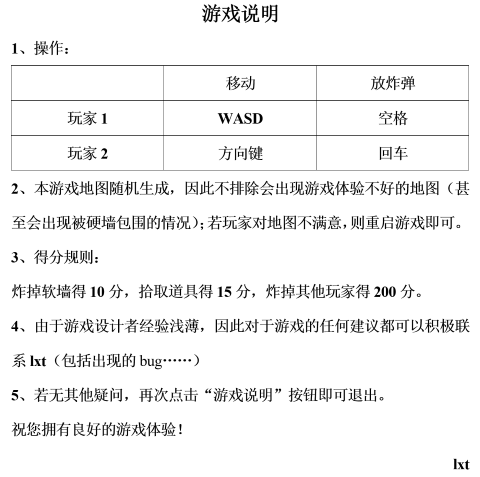 游戏说明
1、操作：
移动 放炸弹
玩家 1 WASD 空格
玩家 2 方向键 回车
2、本游戏地图随机生成，因此不排除会出现游戏体验不好的地图（甚
至会出现被硬墙包围的情况）；若玩家对地图不满意，则重启游戏即可。
3、得分规则：
炸掉软墙得 10 分，拾取道具得 15 分，炸掉其他玩家得 200 分。
4、由于游戏设计者经验浅薄，因此对于游戏的任何建议都可以积极联
系 lxt（包括出现的 bug……）
5、若无其他疑问，再次点击“游戏说明”按钮即可退出。
祝您拥有良好的游戏体验！
lxt